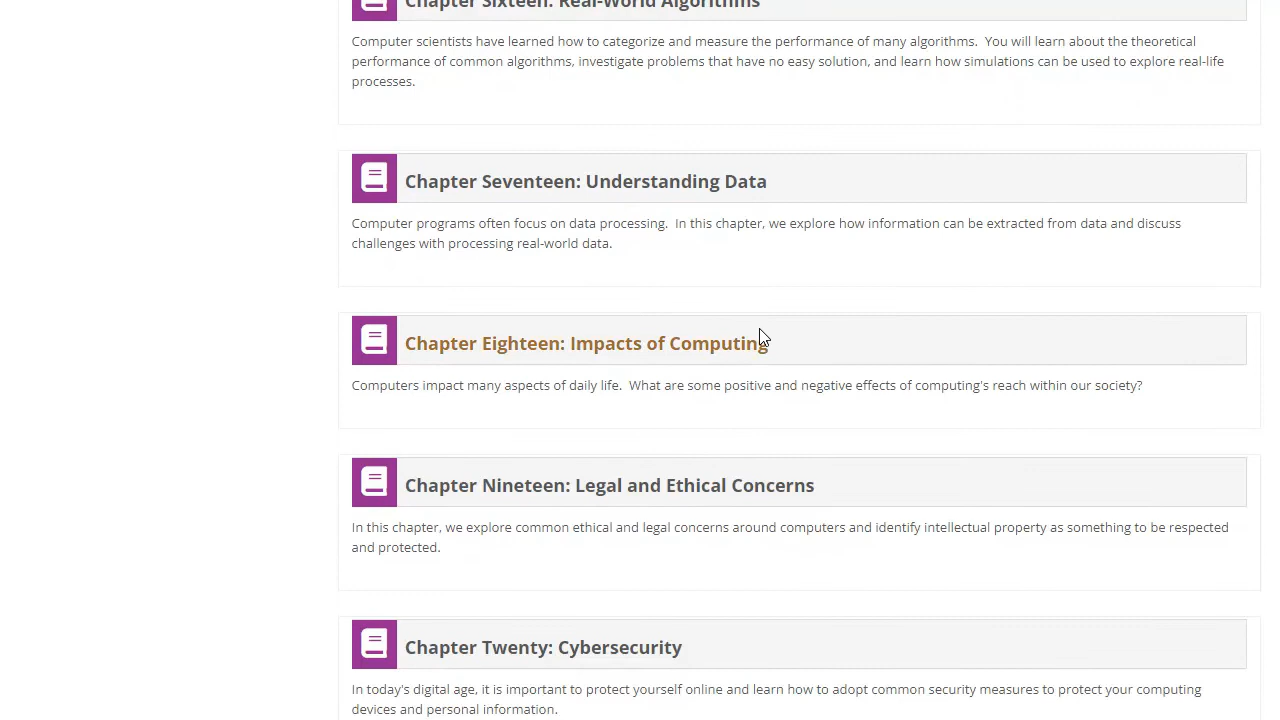 Chapter Sixteen: Real-World Algorithms
Computer scientists have learned how to categorize and measure the performance of many algorithms.  You will learn about the theoretical
performance of common algorithms, investigate problems that have no easy solution, and learn how simulations can be used to explore real-life
processes.
Chapter Seventeen: Understanding Data
Computer programs often focus on data processing.  In this chapter, we explore how information can be extracted from data and discuss
challenges with processing real-world data.
Chapter Eighteen: Impacts of Computing
Computers impact many aspects of daily life.  What are some positive and negative effects of computing's reach within our society?
Chapter Nineteen: Legal and Ethical Concerns
In this chapter, we explore common ethical and legal concerns around computers and identify intellectual property as something to be respected
and protected.
Chapter Twenty: Cybersecurity
In today's digital age, it is important to protect yourself online and learn how to adopt common security measures to protect your computing
devices and personal information.